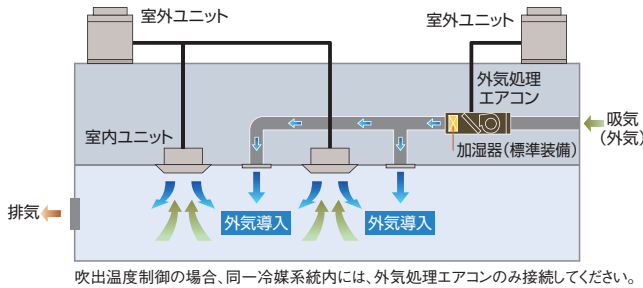 室外ユニット
室外ユニット
外気処理
エアコン
吸気
(外気)
室内ユニット
加湿器(標準装備)
排気
外気導入
外気導入
吹出温度制御の場合、同一冷媒系統内には、外気処理エアコンのみ接続してください。